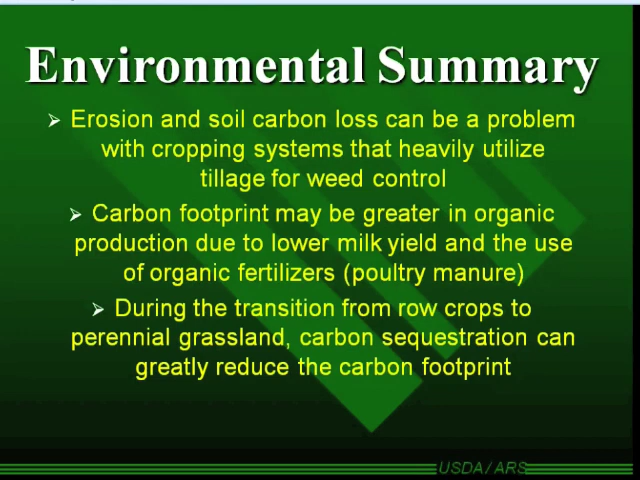 Environmental Summary
➢ Erosion and soil carbon loss can be a problem
with cropping systems that heavily utilize
tillage for weed control
➢ Carbon footprint may be greater in organic
production due to lower milk yield and the use
of organic fertilizers (poultry manure)
➢ During the transition from row crops to
perennial grassland, carbon sequestration can
greatly reduce the carbon footprint
USDA/ARS